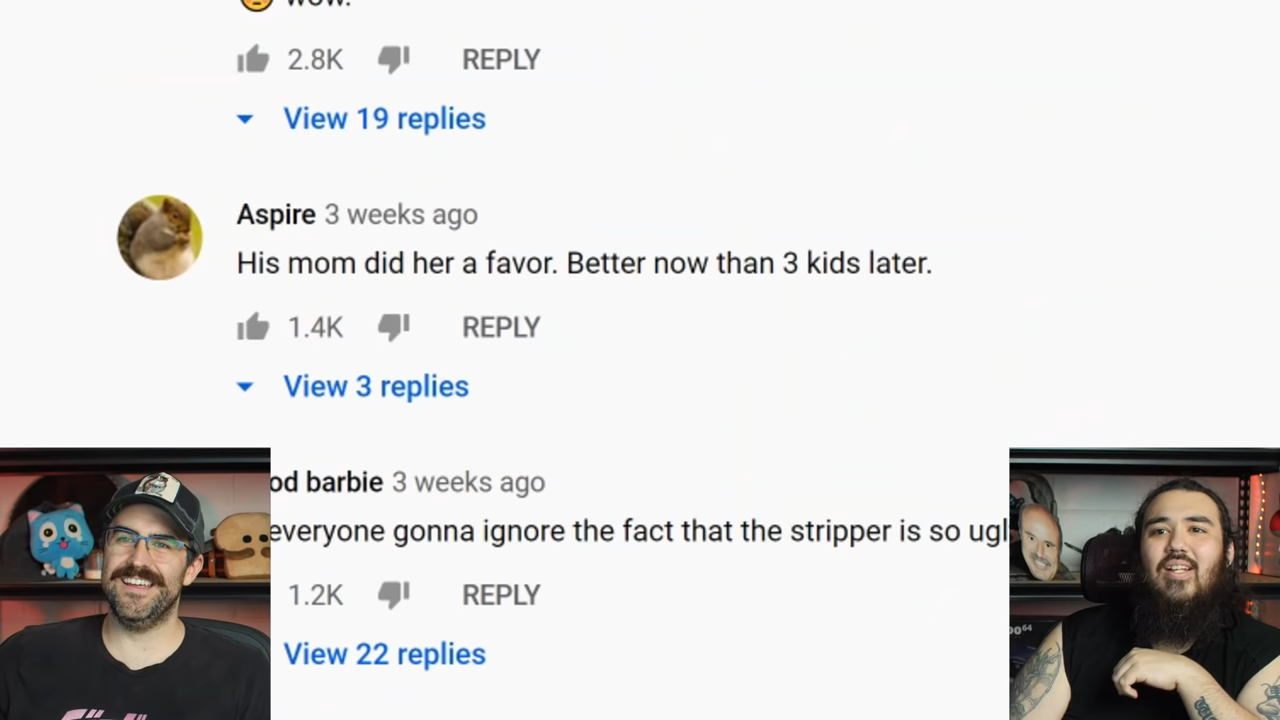 wow.
2.8K REPLY
View 19 replies
Aspire 3 weeks ago
His mom did her a favor. Better now than 3 kids later.
1.4K REPLY
View 3 replies
od barbie 3 weeks ago
everyone gonna ignore the fact that the stripper is so ugl
1.2K REPLY
View 22 replies
64